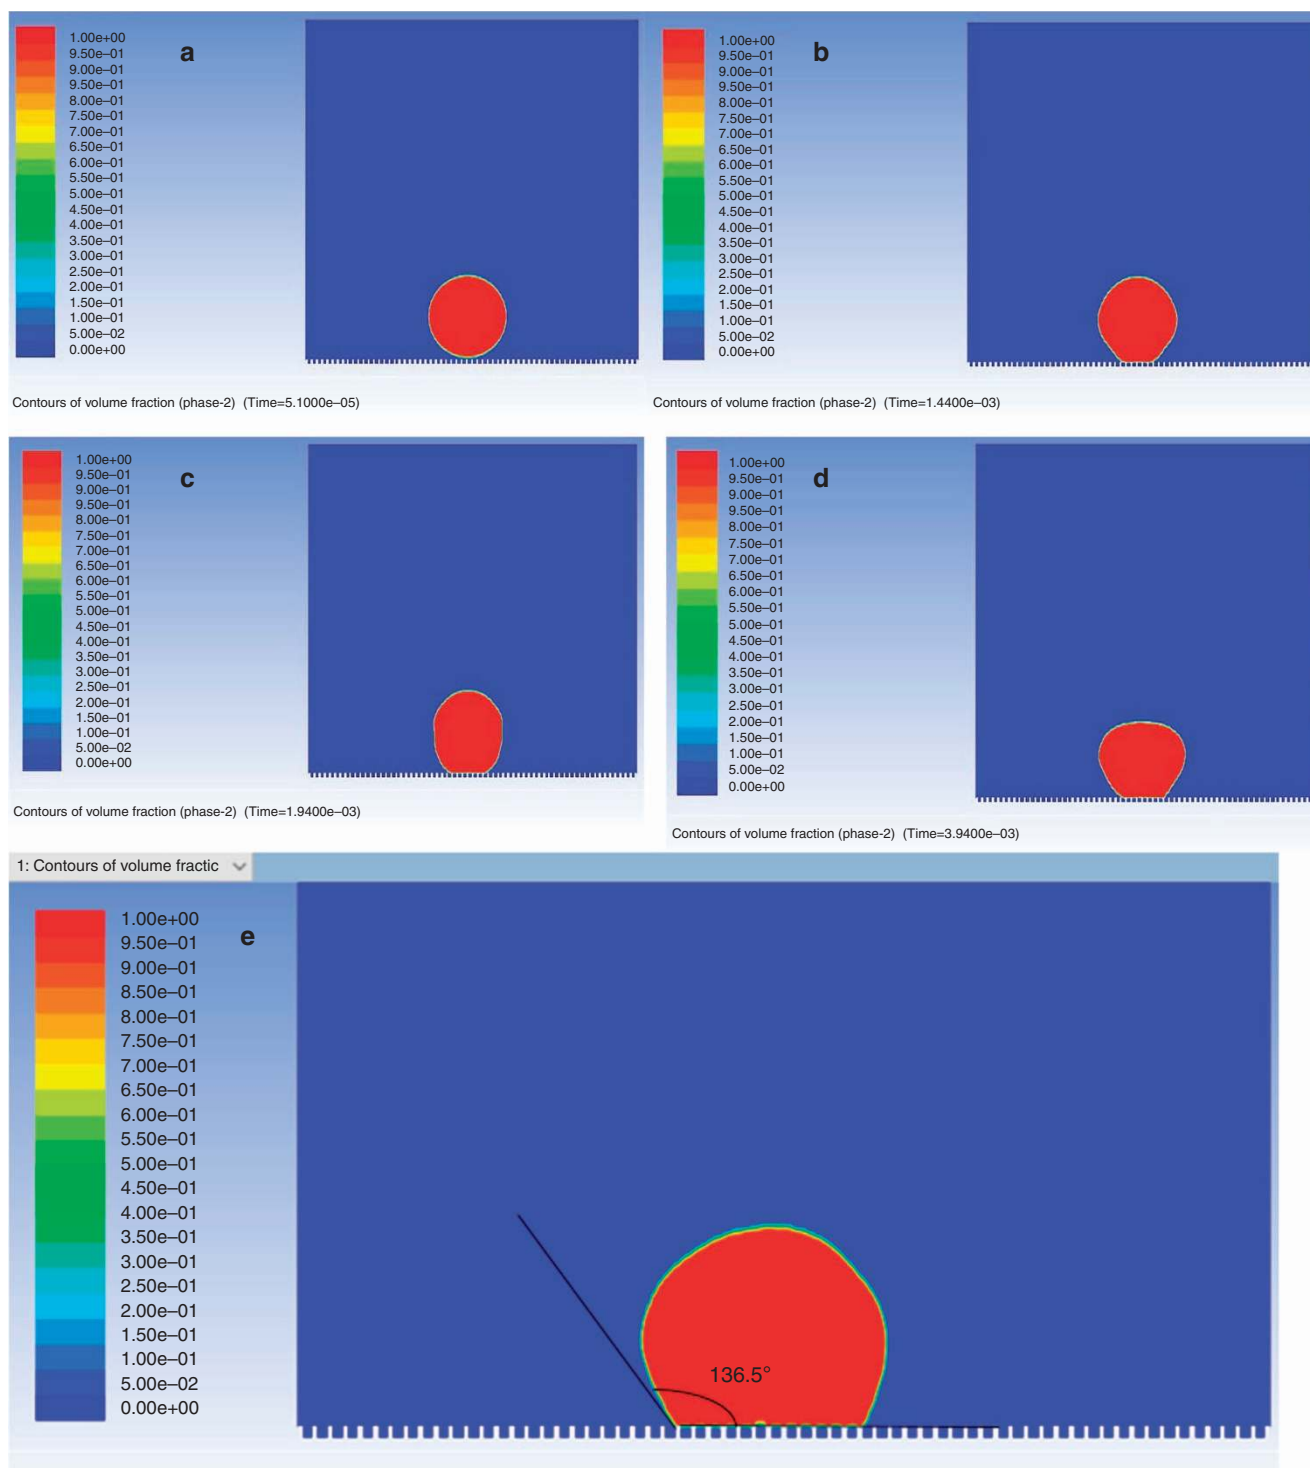 a
1.00e+00
9.50e–01
9.00e–01
9.50e–01
8.00e–01
7.50e–01
7.00e–01
6.50e–01
6.00e–01
5.50e–01
5.00e–01
4.50e–01
4.00e–01
3.50e–01
3.00e–01
2.50e–01
2.00e–01
1.50e–01
1.00e–01
5.00e–02
0.00e+00
Contours of volume fraction (phase-2) (Time=5.1000e–05)
b
1.00e+00
9.50e–01
9.00e–01
9.50e–01
8.00e–01
7.50e–01
7.00e–01
6.50e–01
6.00e–01
5.50e–01
5.00e–01
4.50e–01
4.00e–01
3.50e–01
3.00e–01
2.50e–01
2.00e–01
1.50e–01
1.00e–01
5.00e–02
0.00e+00
Contours of volume fraction (phase-2) (Time=1.4400e–03)
c
1.00e+00
9.50e–01
9.00e–01
9.50e–01
8.00e–01
7.50e–01
7.00e–01
6.50e–01
6.00e–01
5.50e–01
5.00e–01
4.50e–01
4.00e–01
3.50e–01
3.00e–01
2.50e–01
2.00e–01
1.50e–01
1.00e–01
5.00e–02
0.00e+00
Contours of volume fraction (phase-2) (Time=1.9400e–03)
d
1.00e+00
9.50e–01
9.00e–01
9.50e–01
8.00e–01
7.50e–01
7.00e–01
6.50e–01
6.00e–01
5.50e–01
5.00e–01
4.50e–01
4.00e–01
3.50e–01
3.00e–01
2.50e–01
2.00e–01
1.50e–01
1.00e–01
5.00e–02
0.00e+00
Contours of volume fraction (phase-2) (Time=3.9400e–03)
1: Contours of volume fractic
e
1.00e+00
9.50e–01
9.00e–01
8.50e–01
8.00e–01
7.50e–01
7.00e–01
6.50e–01
6.00e–01
5.50e–01
5.00e–01
4.50e–01
4.00e–01
3.50e–01
3.00e–01
2.50e–01
2.00e–01
1.50e–01
1.00e–01
5.00e–02
0.00e+00
136.5°